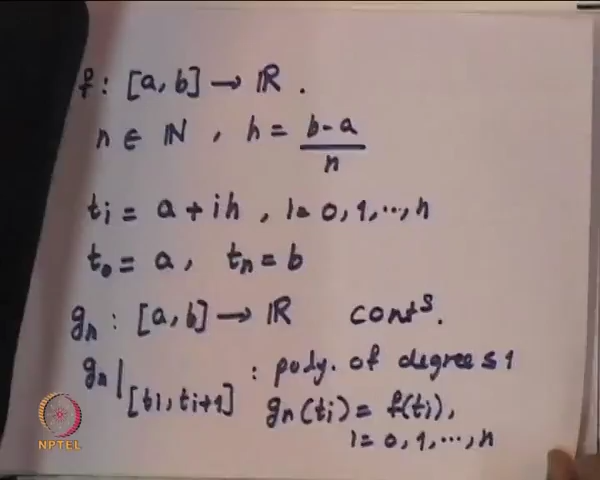 f : [a, b] → ℝ .
n ∈ ℕ , h = (b - a)/n
tᵢ = a + ih , i = 0, 1, ..., n
t₀ = a, tₙ = b
gₙ : [a, b] → ℝ contˢ.
gₙ|[tᵢ, tᵢ₊₁] : poly. of degree ≤ 1
gₙ(tᵢ) = f(tᵢ),
i = 0, 1, ..., n
NPTEL